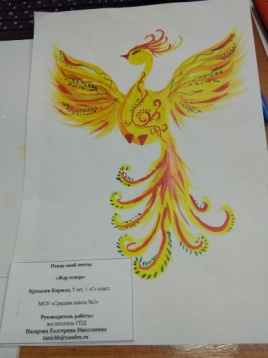 Птица моей мечты
«Жар птица»
Кирилл, 7 лет, 1 «Г» класс
МОУ «Средняя школа №2»
Руководитель работы:
воспитатель ГПД
Назарова Екатерина Николаевна